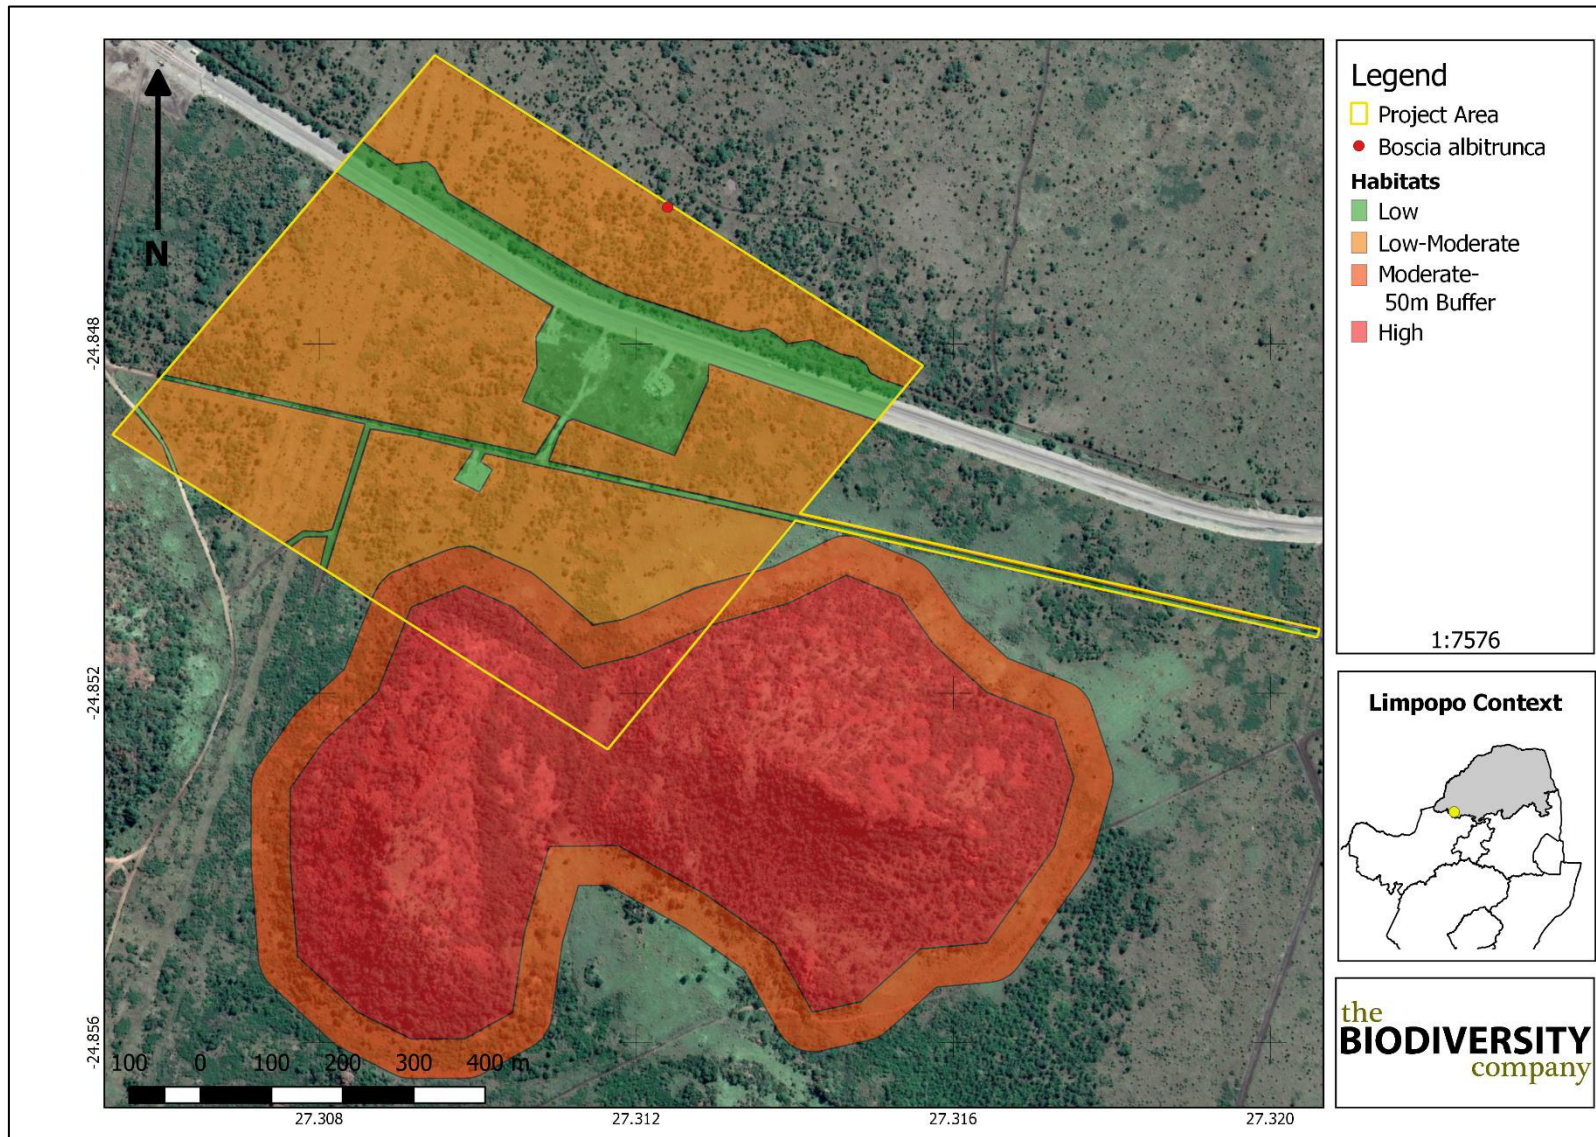 N
-24.848
-24.852
-24.856
100 0 100 200 300 400 m
27.308 27.312 27.316 27.320
Legend
Project Area
Boscia albitrunca
Habitats
Low
Low-Moderate
Moderate-
50m Buffer
High
1:7576
Limpopo Context
the
BIODIVERSITY
company